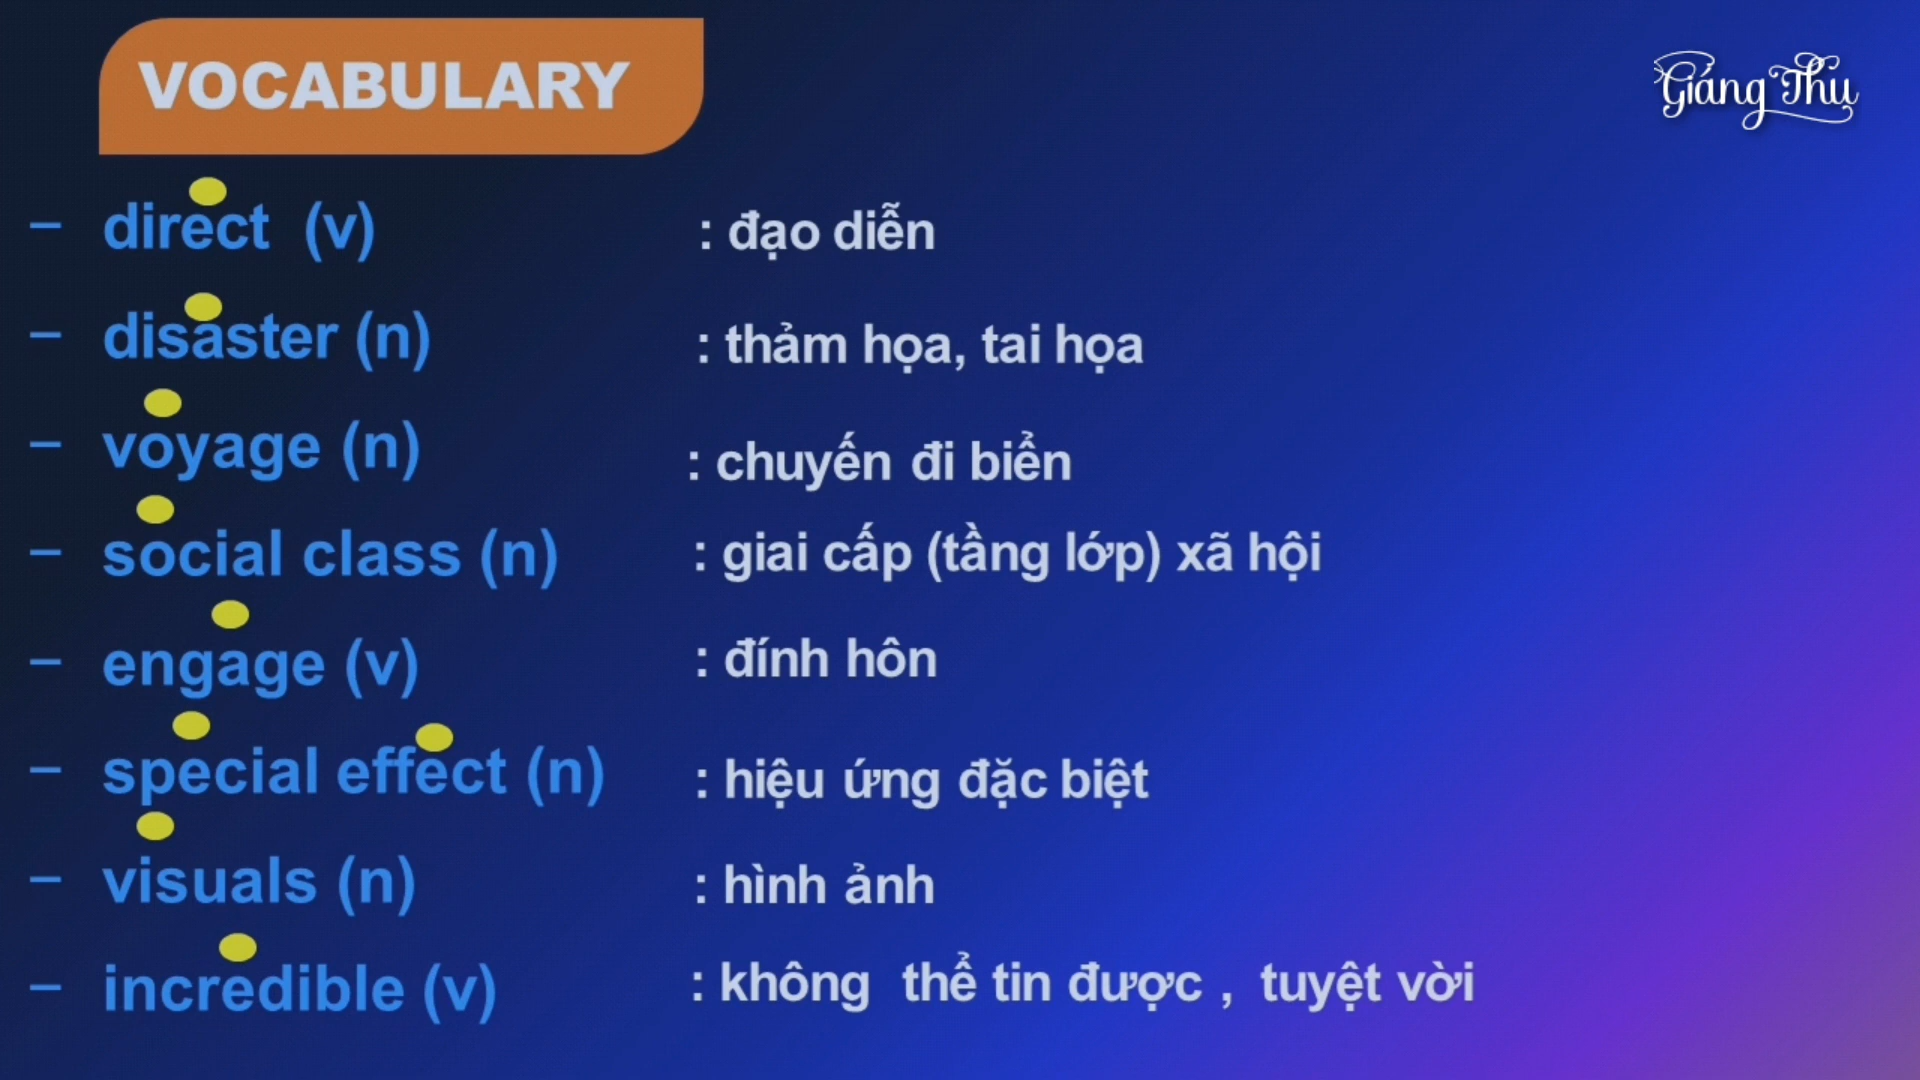 VOCABULARY
Giáng Thu
– direct (v) : đạo diễn
– disaster (n) : thảm họa, tai họa
– voyage (n) : chuyến đi biển
– social class (n) : giai cấp (tầng lớp) xã hội
– engage (v) : đính hôn
– special effect (n) : hiệu ứng đặc biệt
– visuals (n) : hình ảnh
– incredible (v) : không thể tin được , tuyệt vời